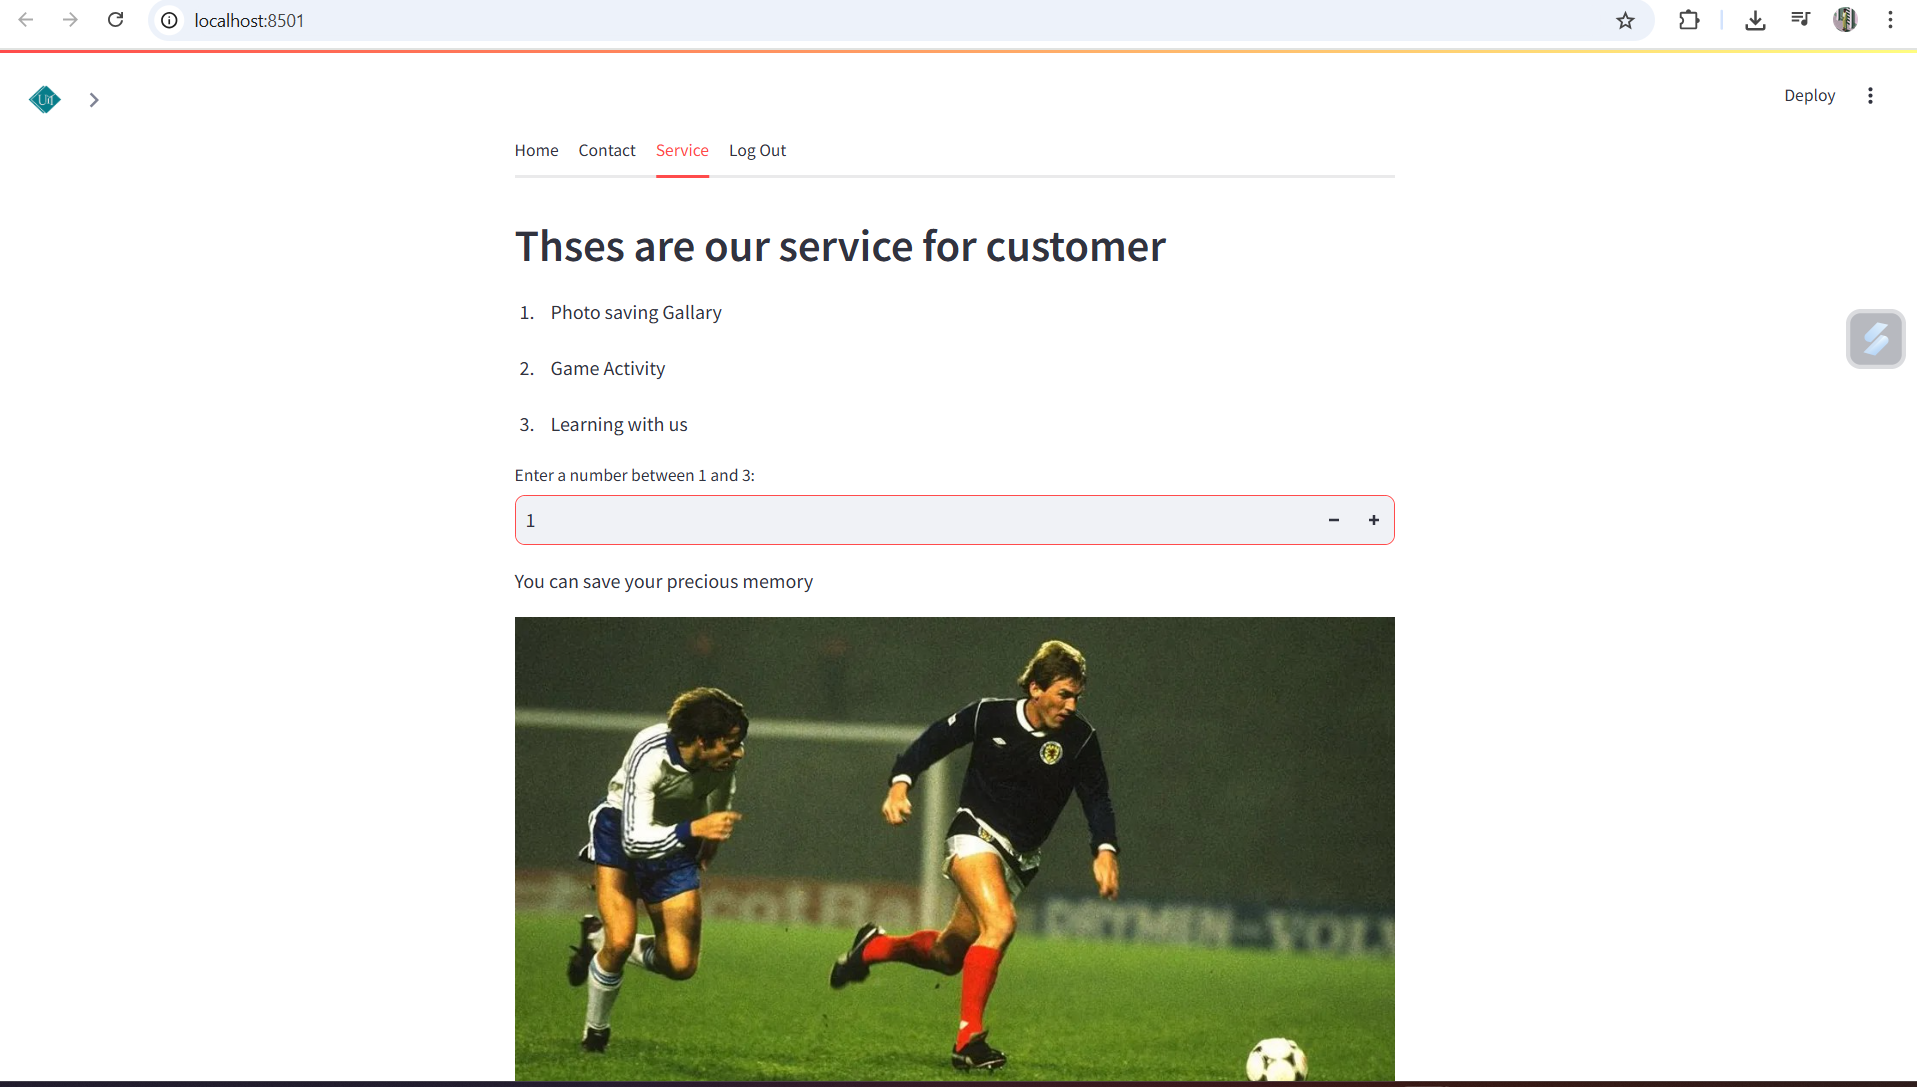 localhost:8501
Deploy
Home Contact Service Log Out
Thses are our service for customer
1. Photo saving Gallary
2. Game Activity
3. Learning with us
Enter a number between 1 and 3:
1 − +
You can save your precious memory
DRYMEN VOLV